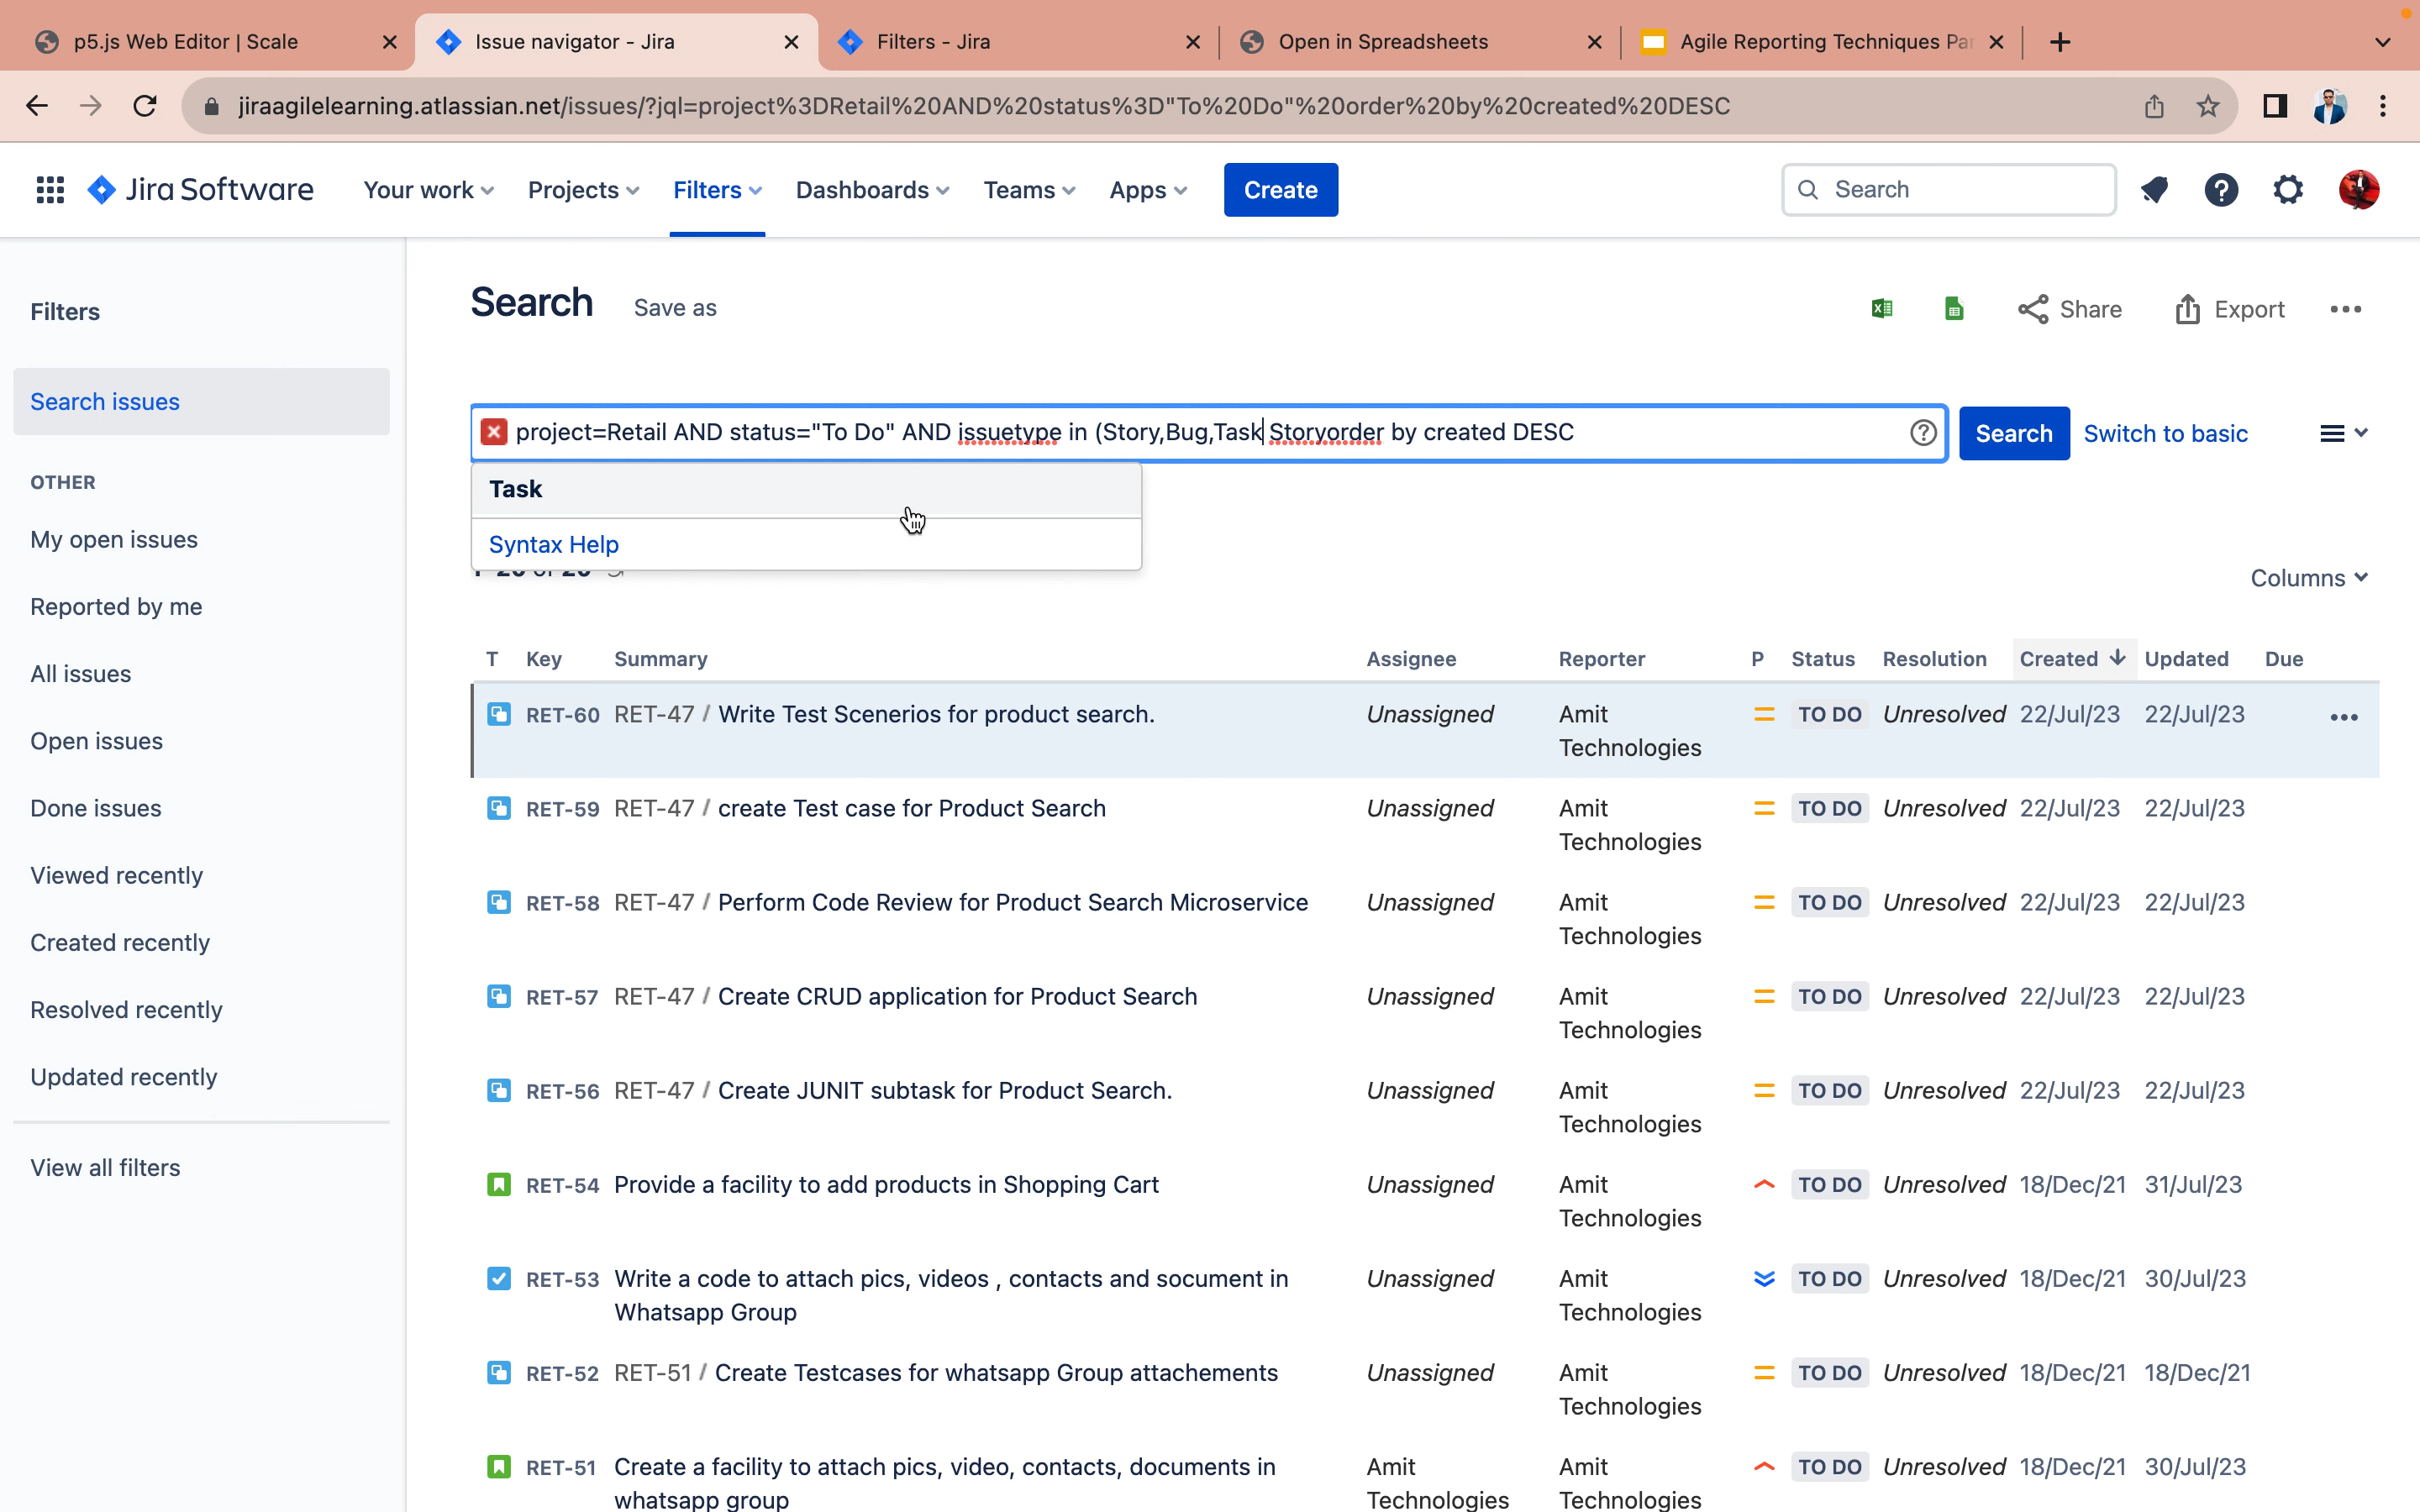 p5.js Web Editor | Scale
Issue navigator - Jira
Filters - Jira
Open in Spreadsheets
Agile Reporting Techniques Par
jiraagilelearning.atlassian.net/issues/?jql=project%3DRetail%20AND%20status%3D"To%20Do"%20order%20by%20created%20DESC
Jira Software Your work Projects Filters Dashboards Teams Apps Create Search
Filters
Search issues
OTHER
My open issues
Reported by me
All issues
Open issues
Done issues
Viewed recently
Created recently
Resolved recently
Updated recently
View all filters
Search Save as Share Export
project=Retail AND status="To Do" AND issuetype in (Story,Bug,Task Storyorder by created DESC
Search Switch to basic
Task
Syntax Help
Columns
T Key Summary Assignee Reporter P Status Resolution Created Updated Due
RET-60 RET-47 / Write Test Scenerios for product search. Unassigned Amit TO DO Unresolved 22/Jul/23 22/Jul/23
Technologies
RET-59 RET-47 / create Test case for Product Search Unassigned Amit TO DO Unresolved 22/Jul/23 22/Jul/23
Technologies
RET-58 RET-47 / Perform Code Review for Product Search Microservice Unassigned Amit TO DO Unresolved 22/Jul/23 22/Jul/23
Technologies
RET-57 RET-47 / Create CRUD application for Product Search Unassigned Amit TO DO Unresolved 22/Jul/23 22/Jul/23
Technologies
RET-56 RET-47 / Create JUNIT subtask for Product Search. Unassigned Amit TO DO Unresolved 22/Jul/23 22/Jul/23
Technologies
RET-54 Provide a facility to add products in Shopping Cart Unassigned Amit TO DO Unresolved 18/Dec/21 31/Jul/23
Technologies
RET-53 Write a code to attach pics, videos , contacts and socument in Unassigned Amit TO DO Unresolved 18/Dec/21 30/Jul/23
Whatsapp Group Technologies
RET-52 RET-51 / Create Testcases for whatsapp Group attachements Unassigned Amit TO DO Unresolved 18/Dec/21 18/Dec/21
Technologies
RET-51 Create a facility to attach pics, video, contacts, documents in Amit Amit TO DO Unresolved 18/Dec/21 30/Jul/23
whatsapp group Technologies Technologies